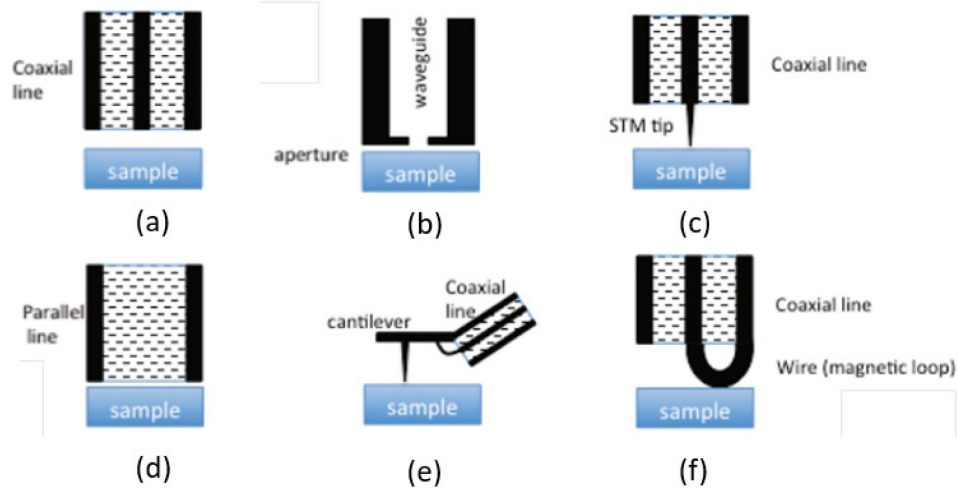 Coaxial
line
sample
(a)
waveguide
aperture
sample
(b)
Coaxial line
STM tip
sample
(c)
Parallel
line
sample
(d)
Coaxial
line
cantilever
sample
(e)
Coaxial line
Wire (magnetic loop)
sample
(f)